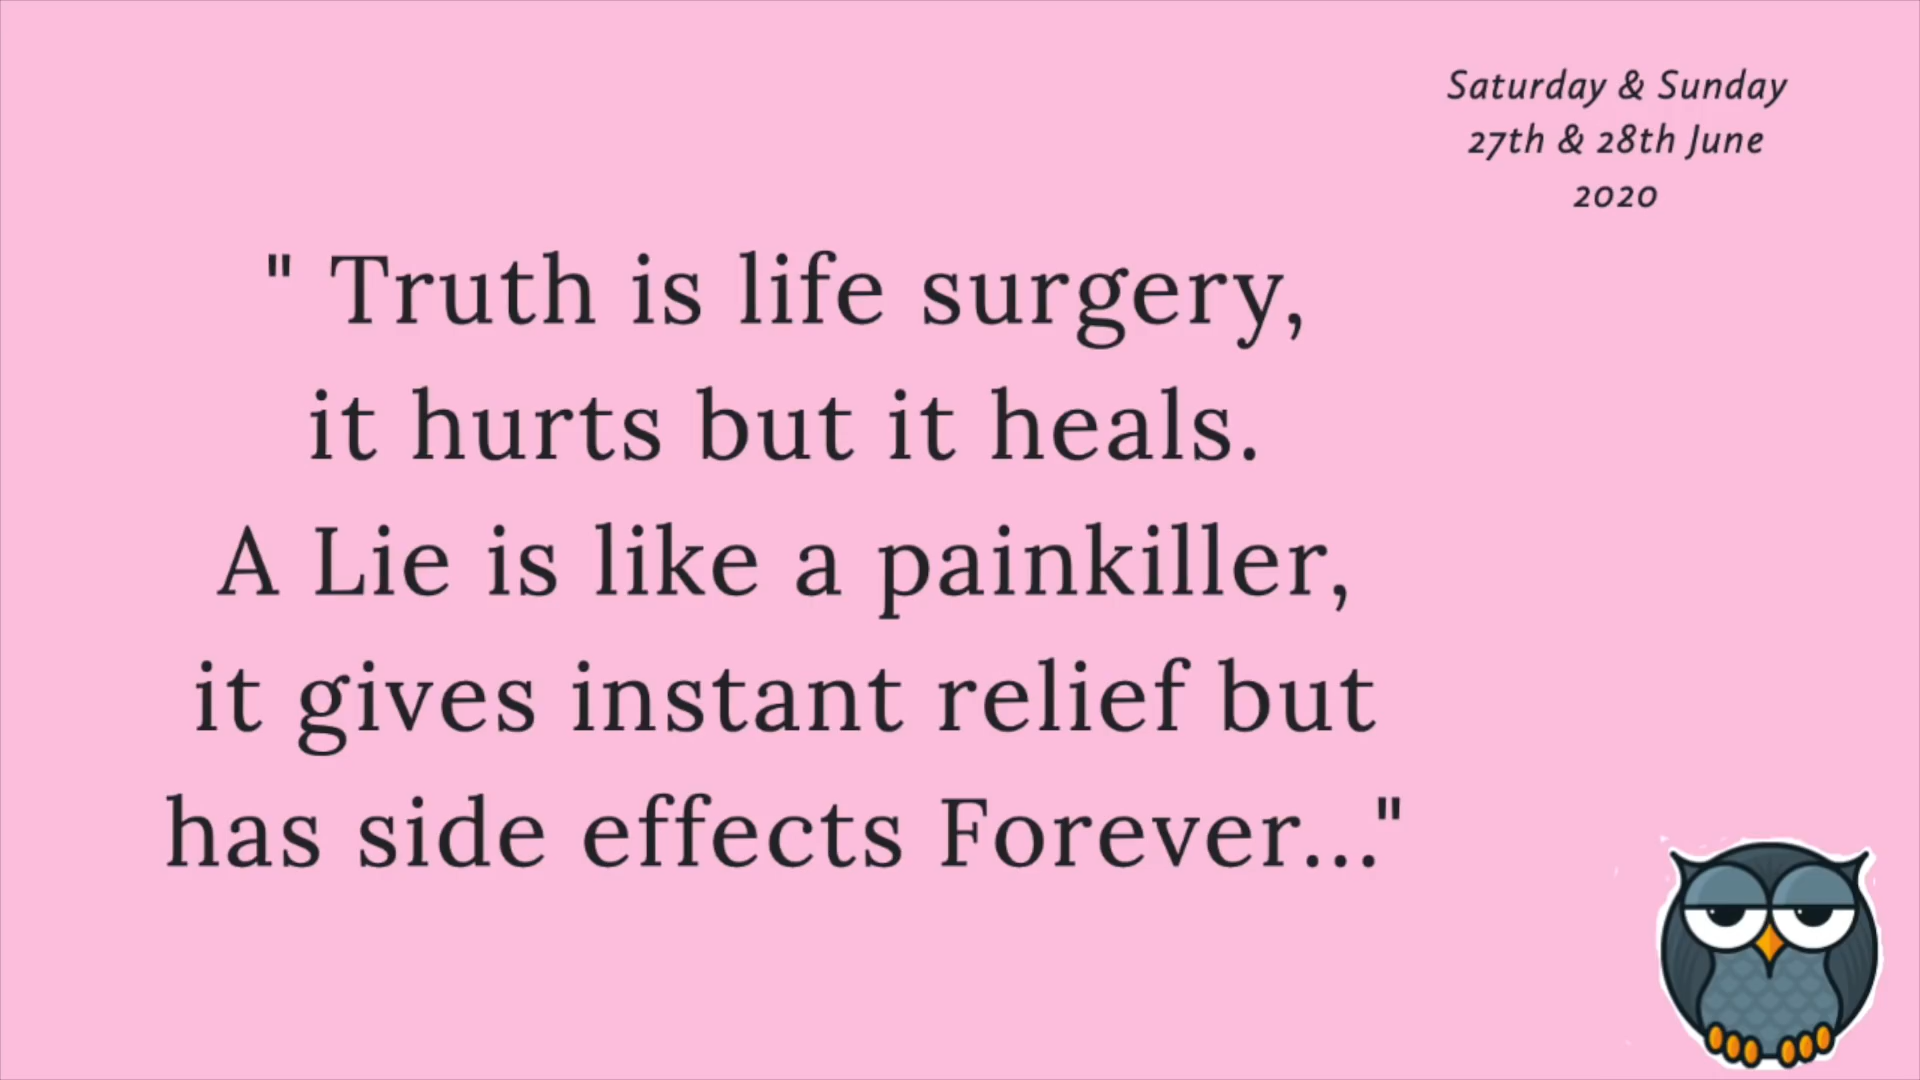 Saturday & Sunday
27th & 28th June
2020
" Truth is life surgery,
it hurts but it heals.
A Lie is like a painkiller,
it gives instant relief but
has side effects Forever..."